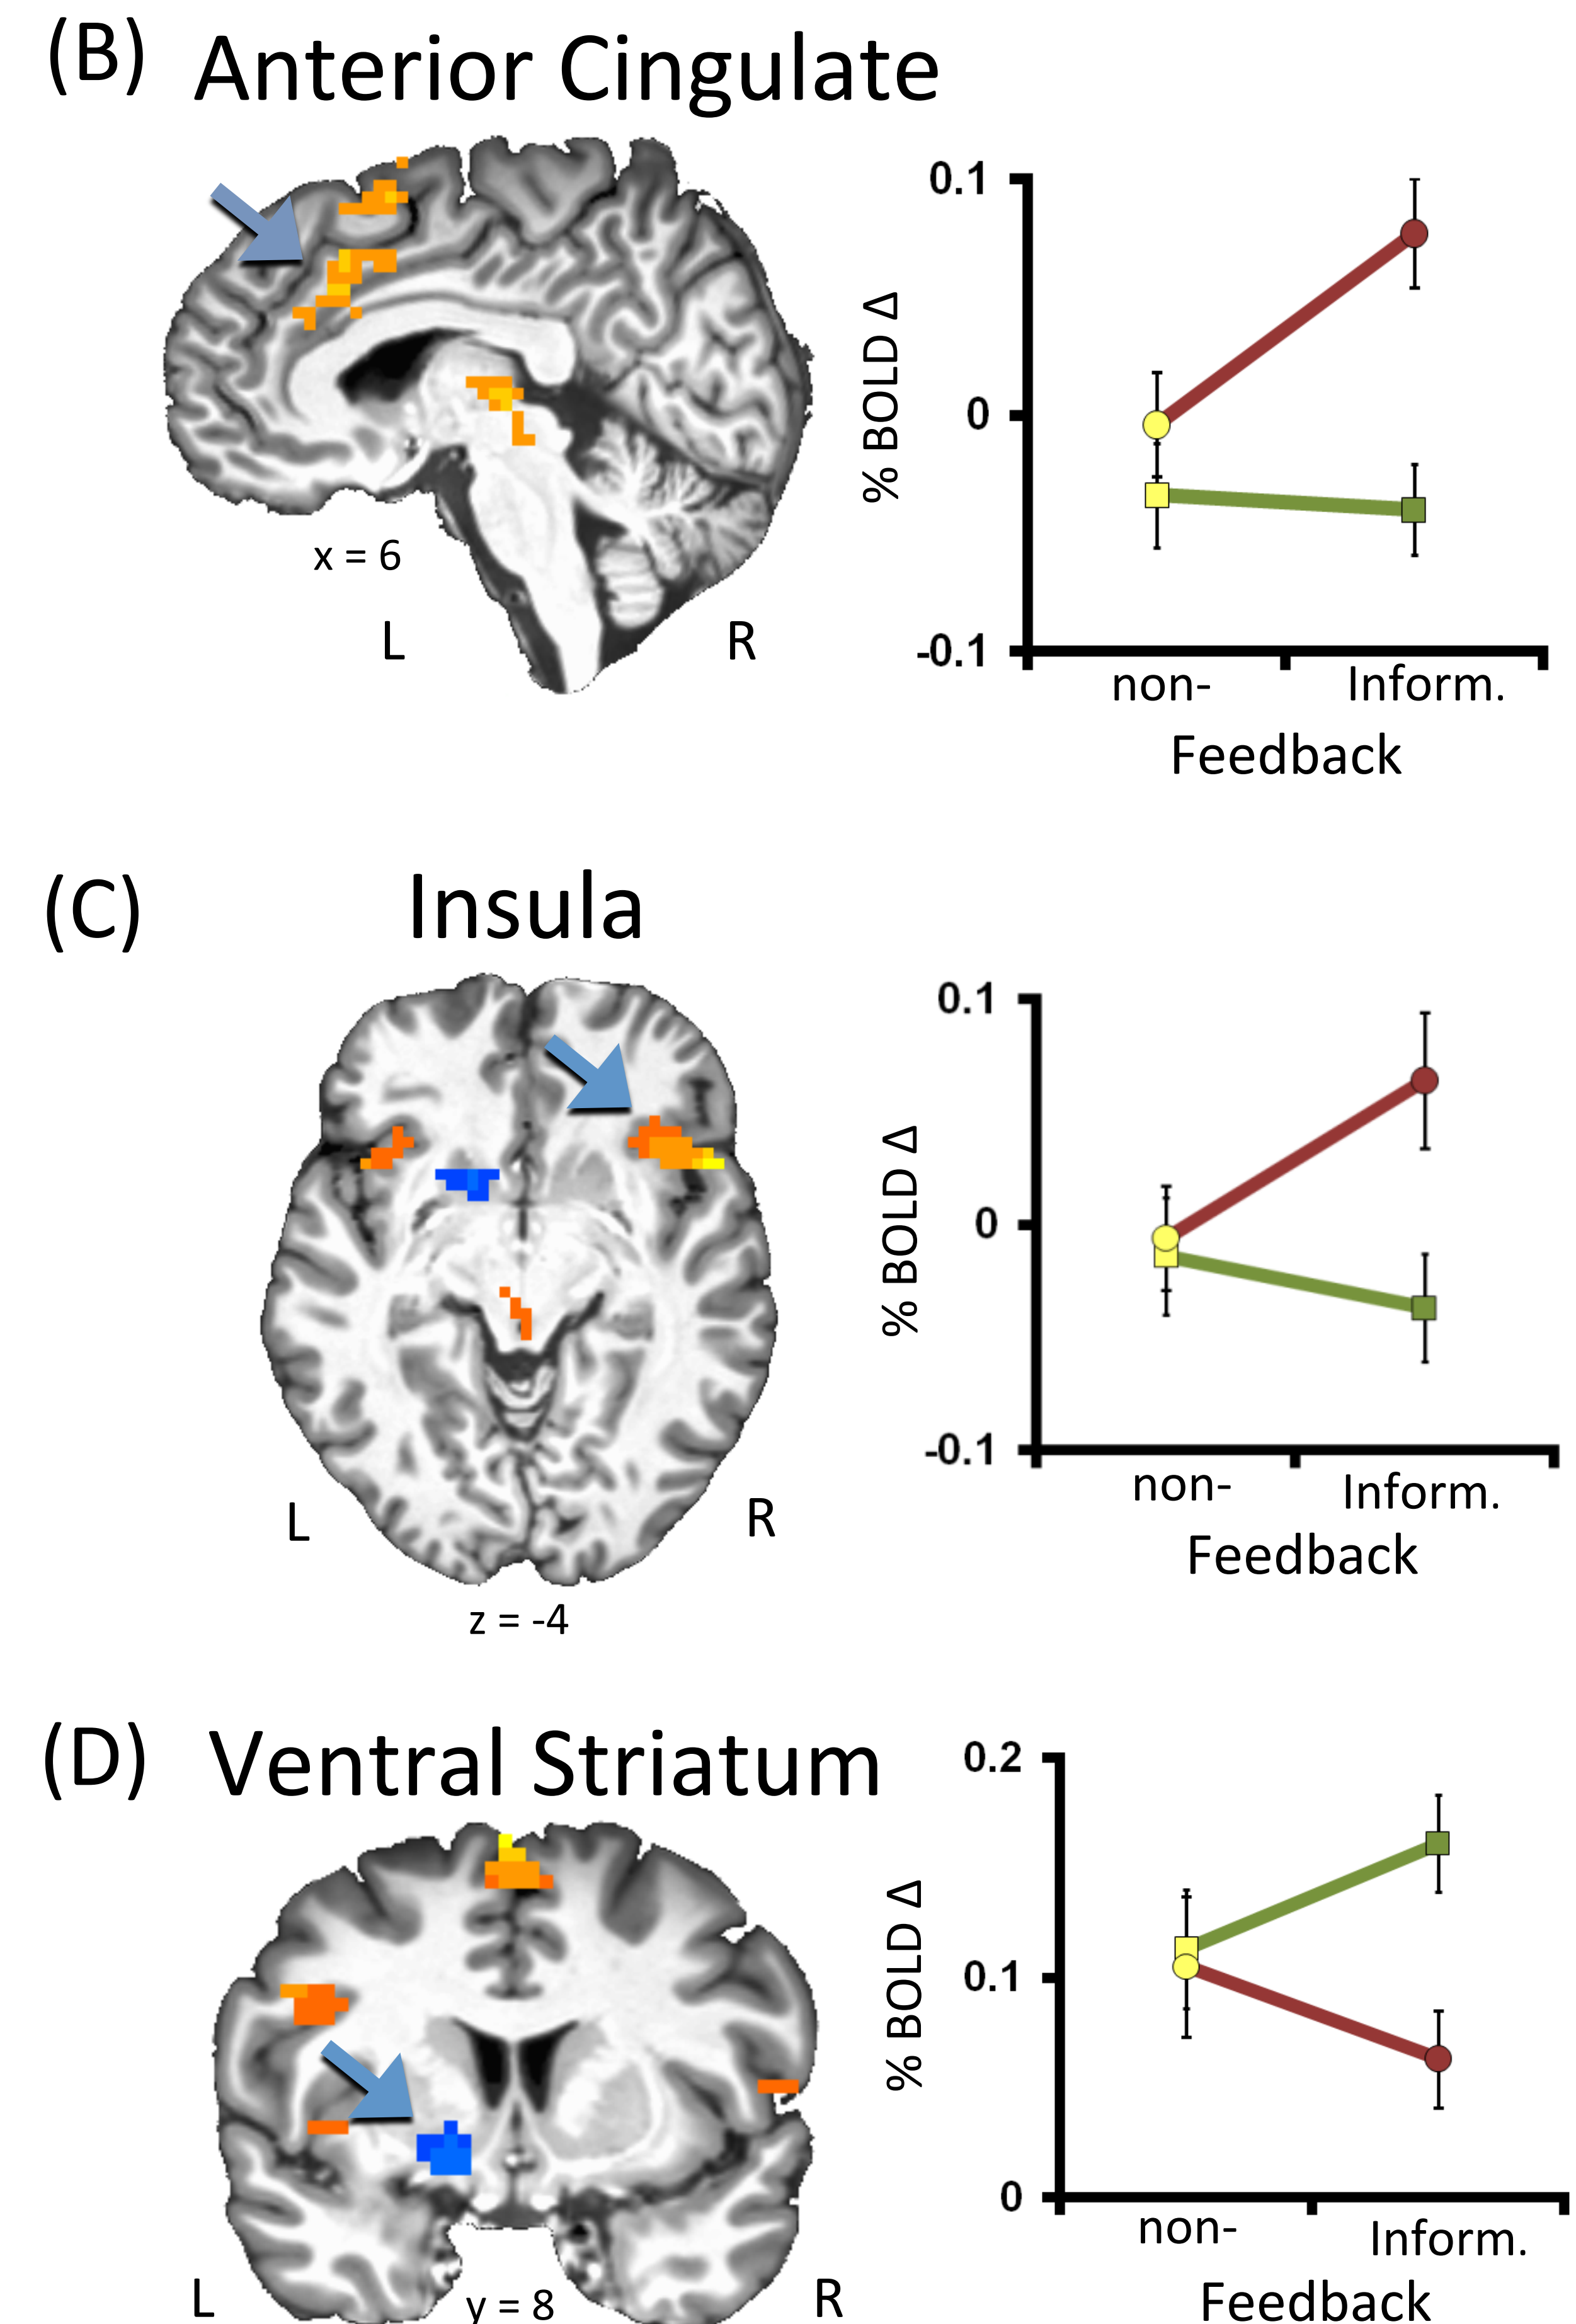 (B) Anterior Cingulate
0.1
0
-0.1
% BOLD Δ
x = 6
L R
non- Inform.
Feedback
(C) Insula
0.1
0
-0.1
% BOLD Δ
L R
z = -4
non- Inform.
Feedback
(D) Ventral Striatum
0.2
0.1
0
% BOLD Δ
L y = 8 R
non- Inform.
Feedback